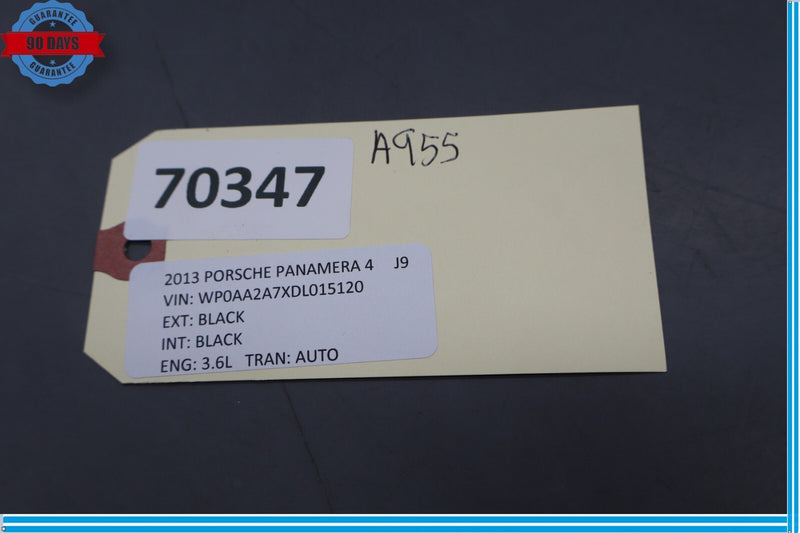 GUARANTEE
90 DAYS
GUARANTEE
A955
70347
2013 PORSCHE PANAMERA 4 J9
VIN: WP0AA2A7XDL015120
EXT: BLACK
INT: BLACK
ENG: 3.6L TRAN: AUTO